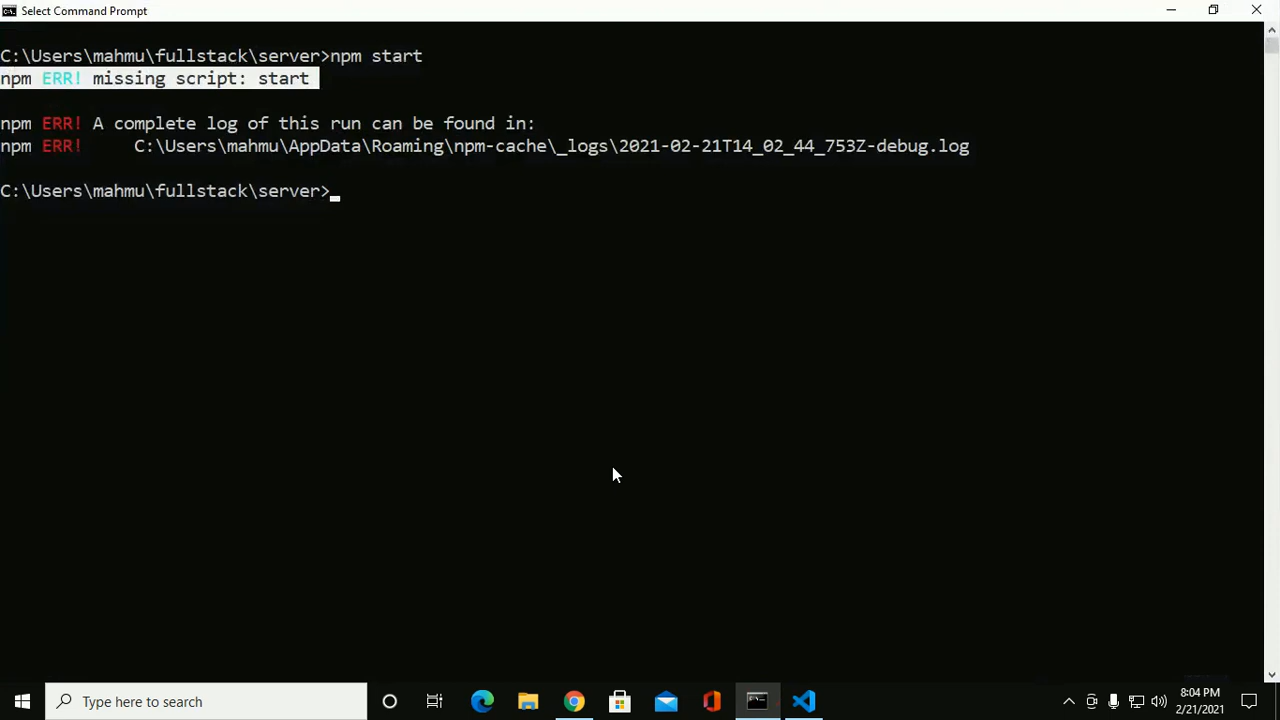 Select Command Prompt
C:\Users\mahmu\fullstack\server>npm start
npm ERR! missing script: start
npm ERR! A complete log of this run can be found in:
npm ERR!     C:\Users\mahmu\AppData\Roaming\npm-cache\_logs\2021-02-21T14_02_44_753Z-debug.log
C:\Users\mahmu\fullstack\server>
Type here to search
8:04 PM
2/21/2021